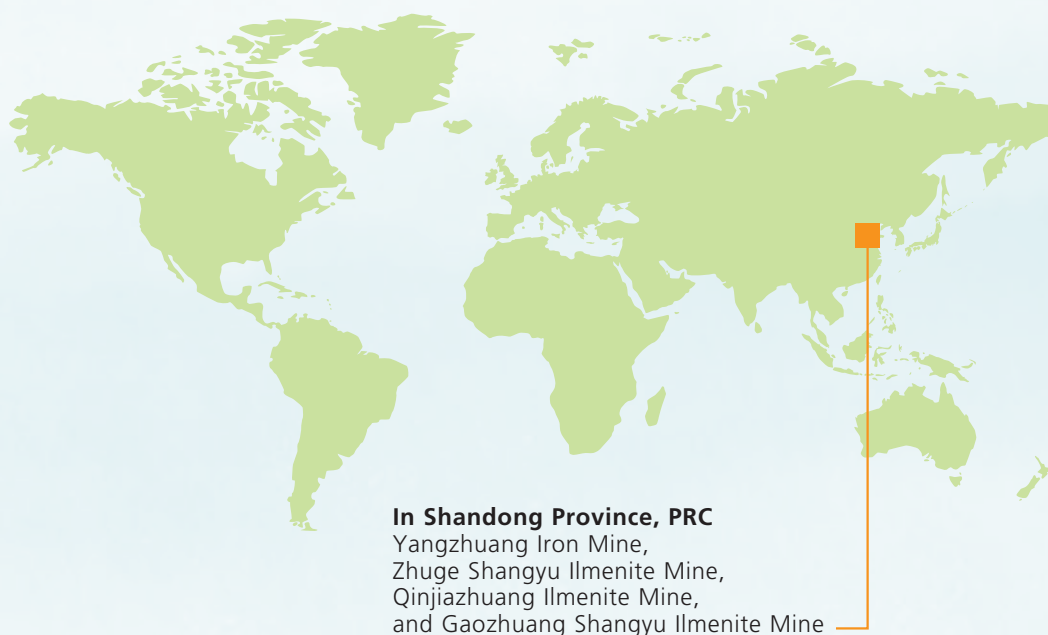 In Shandong Province, PRC
Yangzhuang Iron Mine,
Zhuge Shangyu Ilmenite Mine,
Qinjiazhuang Ilmenite Mine,
and Gaozhuang Shangyu Ilmenite Mine